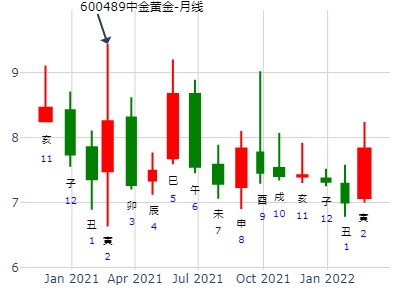 600489中金黄金-月线
9
8
7
6
亥
11
子
12
丑
1
寅
2
卯
3
辰
4
巳
5
午
6
未
7
申
8
酉
9
戌
10
亥
11
子
12
丑
1
寅
2
Jan 2021
Apr 2021
Jul 2021
Oct 2021
Jan 2022